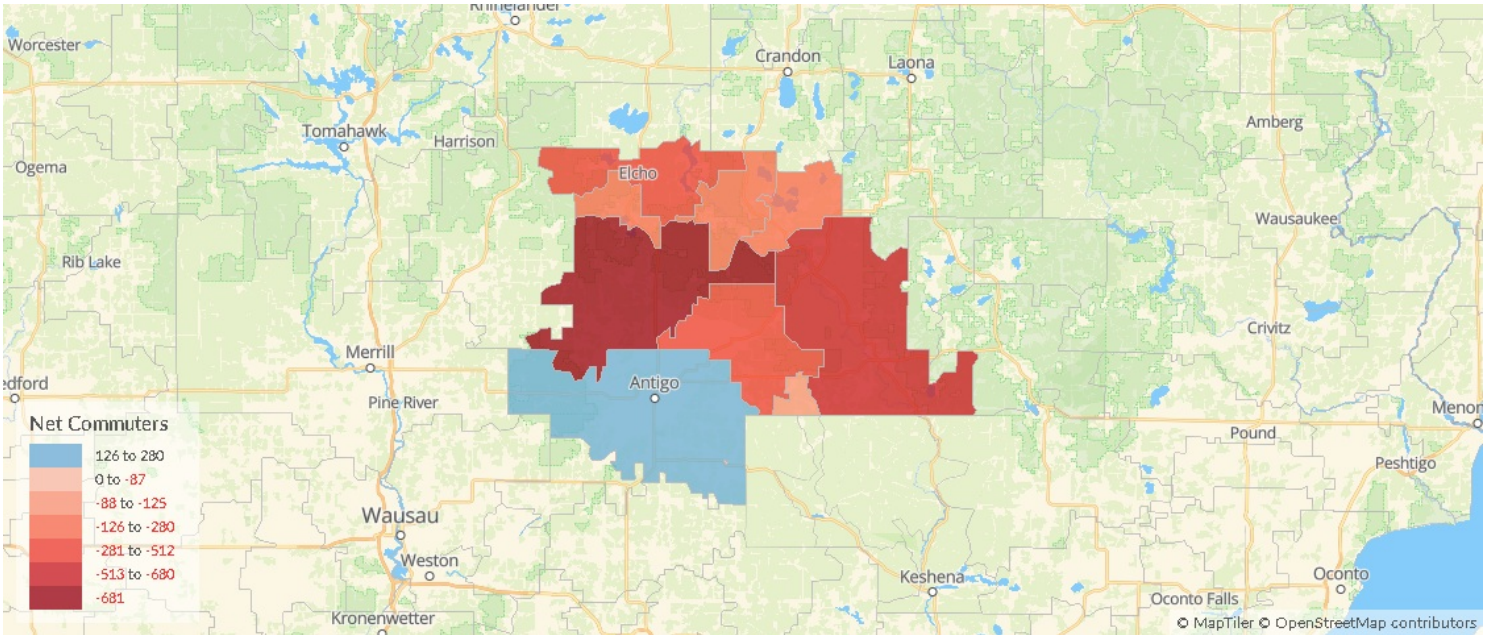 Rhinelander
Worcester
Crandon
Laona
Tomahawk
Harrison
Amberg
Ogema
Elcho
Wausaukee
Rib Lake
Crivitz
Merrill
edford
Antigo
Pine River
Menon
Pound
Peshtigo
Wausau
Weston
Keshena
Oconto
Oconto Falls
Kronenwetter
Net Commuters
126 to 280
0 to -87
-88 to -125
-126 to -280
-281 to -512
-513 to -680
-681
© MapTiler © OpenStreetMap contributors